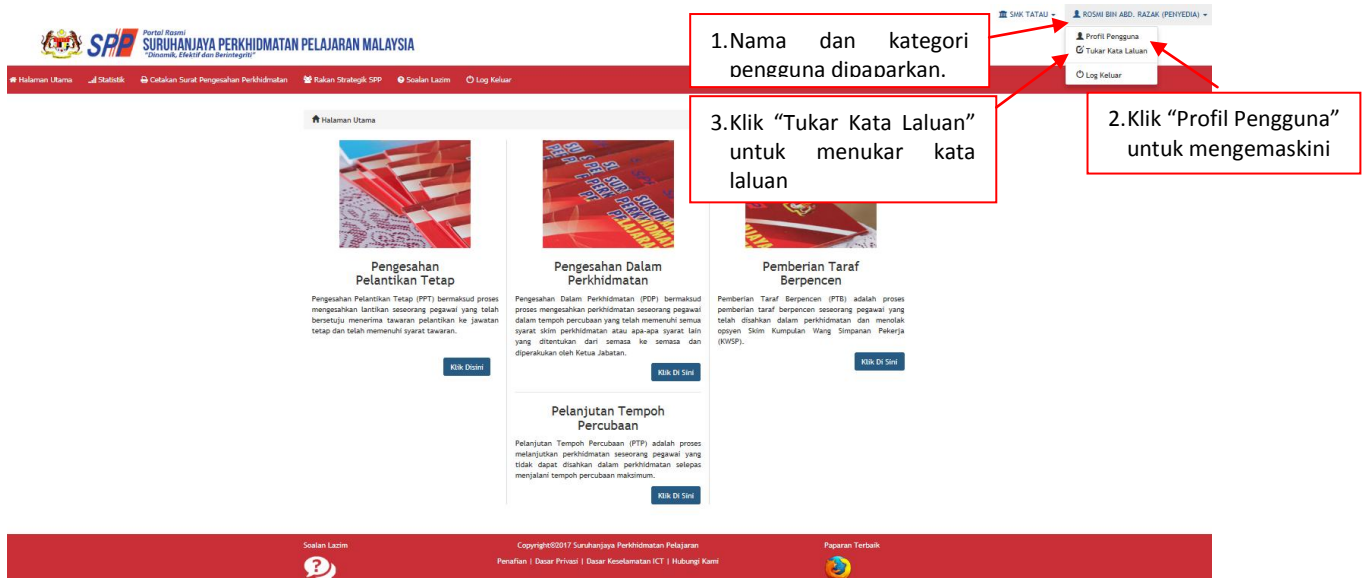 SMK TATAU
ROSMI BIN ABD. RAZAK (PENYEDIA)
Profil Pengguna
Tukar Kata Laluan
Log Keluar
SPP
Portal Rasmi
SURUHANJAYA PERKHIDMATAN PELAJARAN MALAYSIA
"Dinamik, Efektif dan Berintegriti"
1.Nama dan kategori
pengguna dipaparkan.
Halaman Utama Statistik Cetakan Surat Pengesahan Perkhidmatan Rakan Strategik SPP Soalan Lazim Log Keluar
3.Klik “Tukar Kata Laluan”
untuk menukar kata
laluan
2.Klik “Profil Pengguna”
untuk mengemaskini
Halaman Utama
Pengesahan
Pelantikan Tetap
Pengesahan Pelantikan Tetap (PPT) bermaksud proses
mengesahkan lantikan seseorang pegawai yang telah
bersetuju menerima tawaran pelantikan ke jawatan
tetap dan telah memenuhi syarat tawaran.
Klik Disini
Pengesahan Dalam
Perkhidmatan
Pengesahan Dalam Perkhidmatan (PDP) bermaksud
proses mengesahkan perkhidmatan seseorang pegawai
dalam tempoh percubaan yang telah memenuhi semua
syarat skim perkhidmatan atau apa-apa syarat lain
yang ditentukan dari semasa ke semasa dan
diperakukan oleh Ketua Jabatan.
Klik Di Sini
Pelanjutan Tempoh
Percubaan
Pelanjutan Tempoh Percubaan (PTP) adalah proses
melanjutkan perkhidmatan seseorang pegawai yang
tidak dapat disahkan dalam perkhidmatan selepas
menjalani tempoh percubaan maksimum.
Klik Di Sini
Pemberian Taraf
Berpencen
Pemberian Taraf Berpencen (PTB) adalah proses
pemberian taraf berpencen seseorang pegawai yang
telah disahkan dalam perkhidmatan dan menolak
opsyen Skim Kumpulan Wang Simpanan Pekerja
(KWSP).
Klik Di Sini
Soalan Lazim
Copyright©2017 Suruhanjaya Perkhidmatan Pelajaran
Penafian | Dasar Privasi | Dasar Keselamatan ICT | Hubungi Kami
Paparan Terbaik